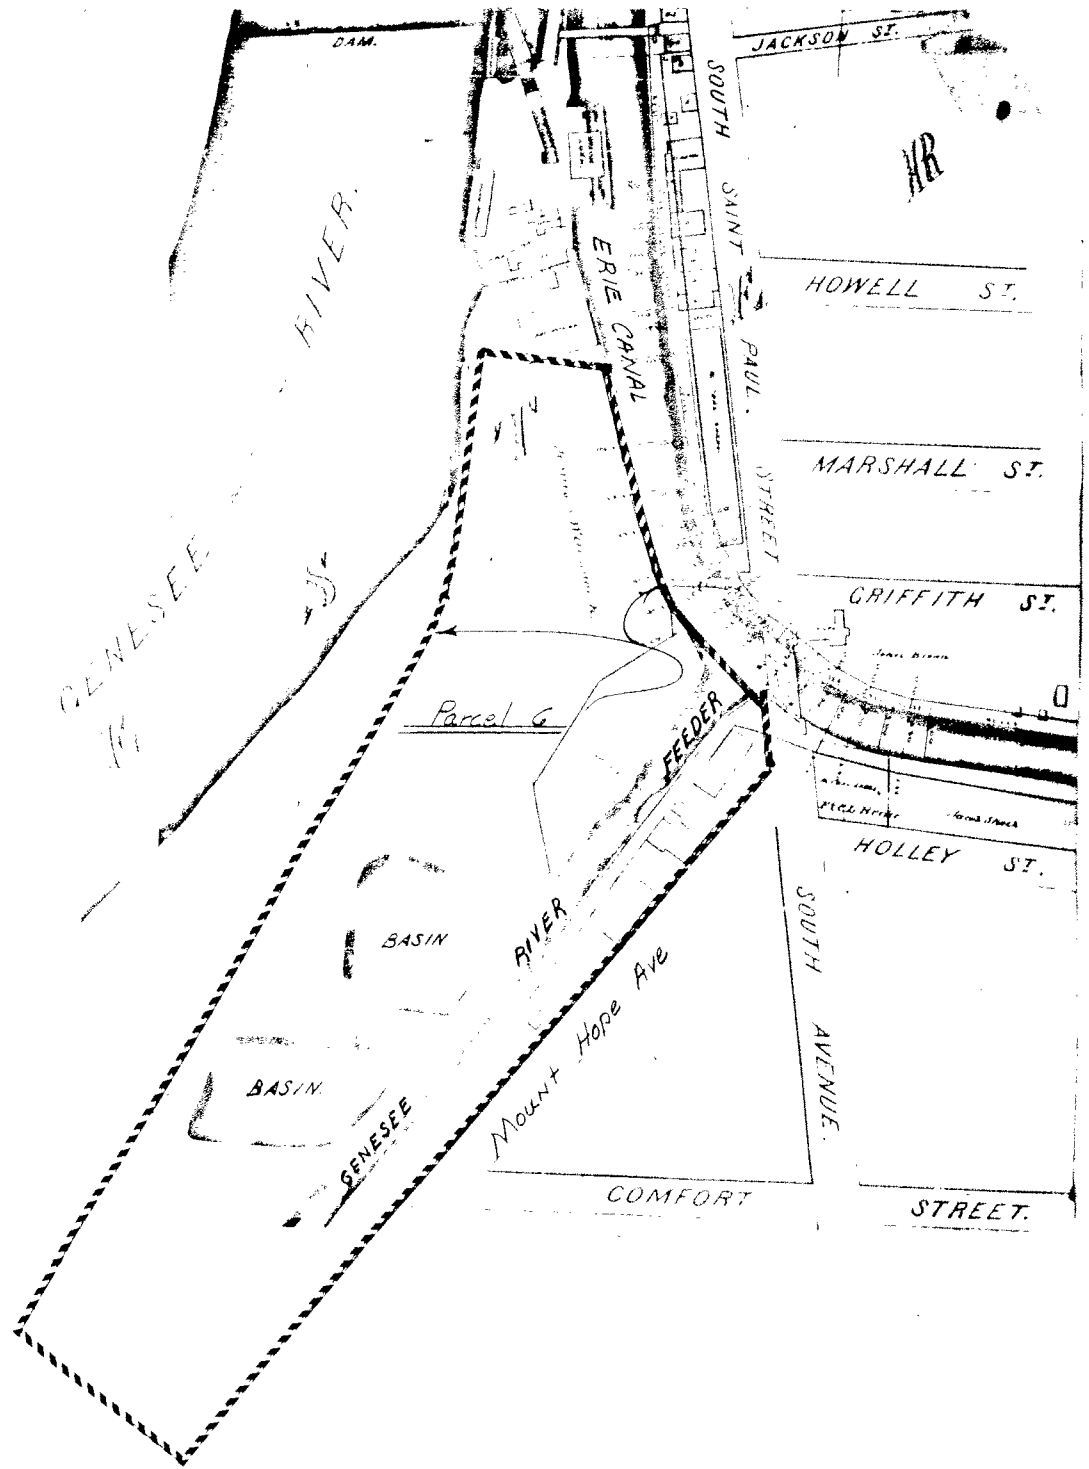 DAM.
JACKSON ST.
SOUTH SAINT PAUL. STREET
HR
GENESEE RIVER.
ERIE CANAL
HOWELL ST.
MARSHALL ST.
GRIFFITH ST.
Parcel 6
FEEDER
HOLLEY ST.
BASIN
RIVER
SOUTH AVENUE.
Mount Hope Ave
BASIN.
GENESEE
COMFORT STREET.